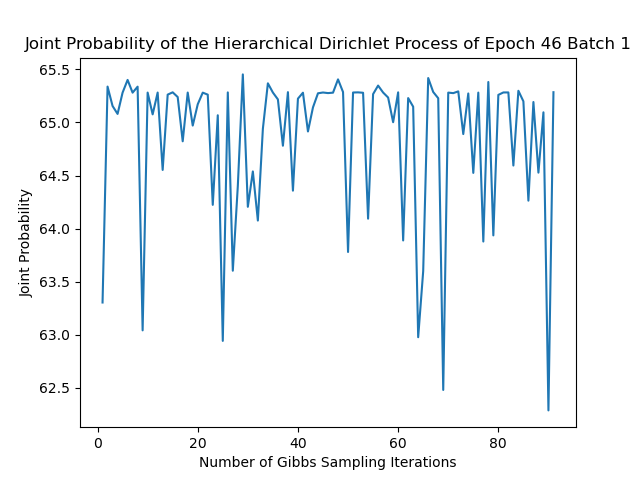 Joint Probability of the Hierarchical Dirichlet Process of Epoch 46 Batch 1
65.5
65.0
64.5
64.0
63.5
63.0
62.5
Joint Probability
0 20 40 60 80
Number of Gibbs Sampling Iterations